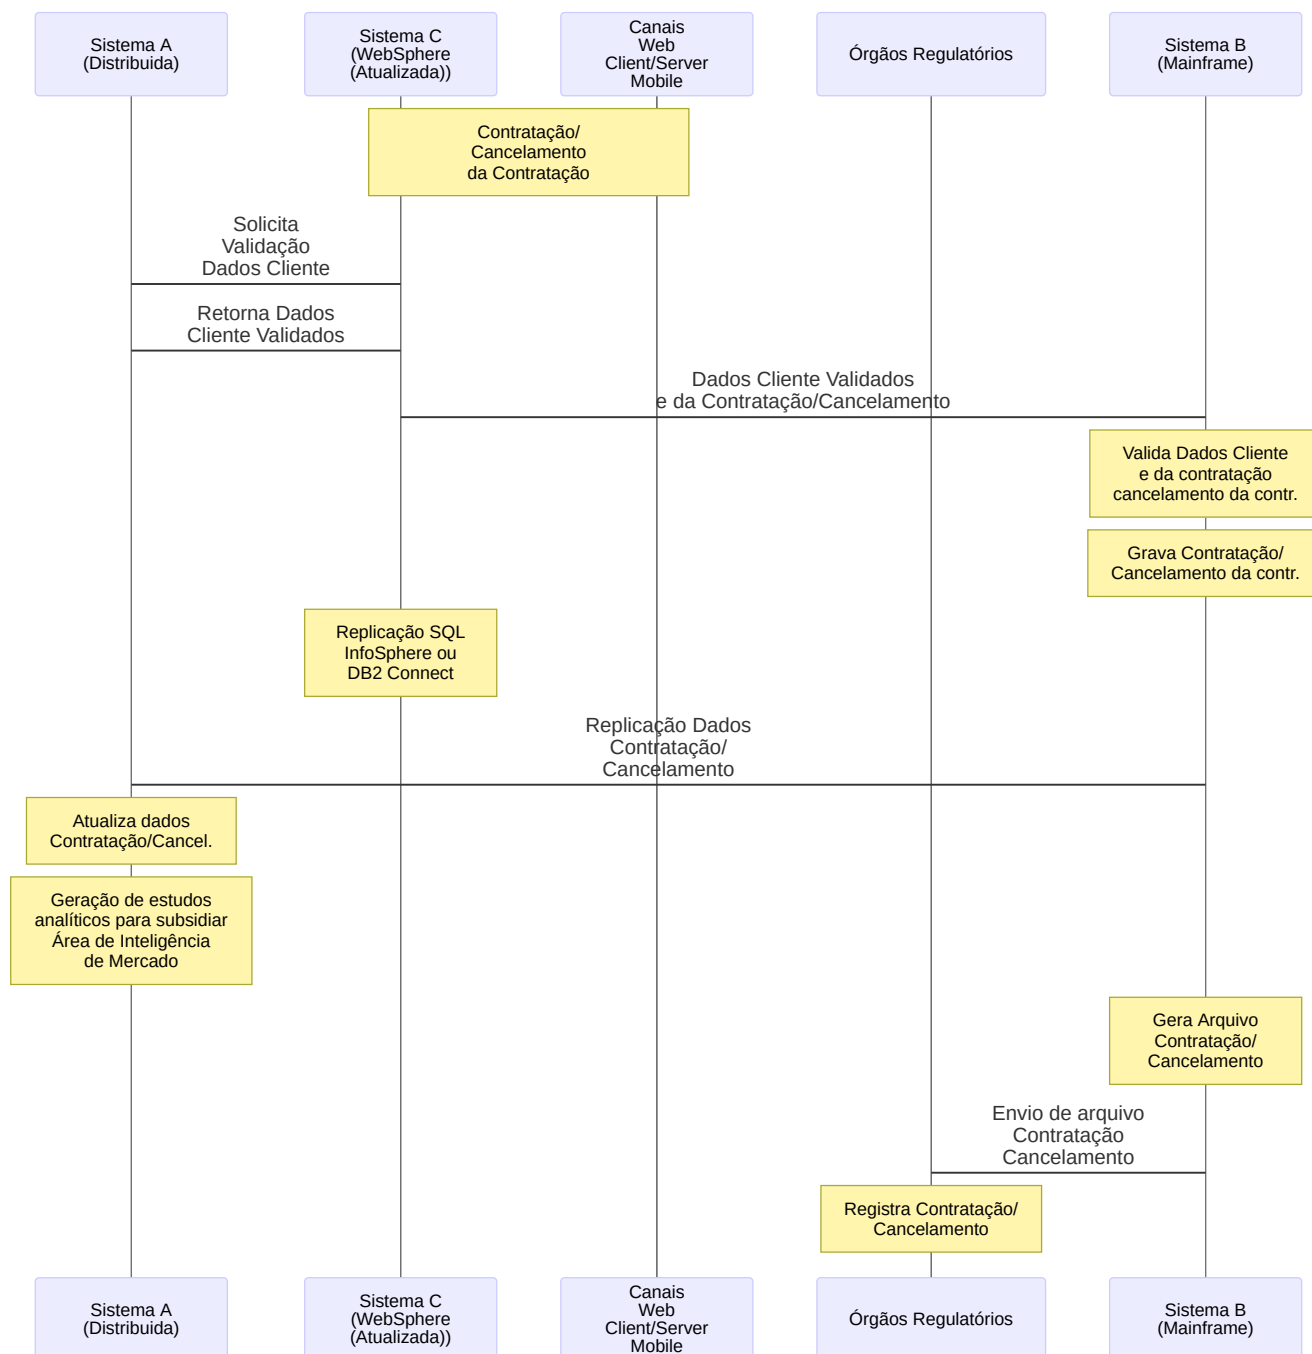 Sistema A
(Distribuida)
Sistema C
(WebSphere
(Atualizada))
Canais
Web
Client/Server
Mobile
Órgãos Regulatórios
Sistema B
(Mainframe)
Contratação/
Cancelamento
da Contratação
Solicita
Validação
Dados Cliente
Retorna Dados
Cliente Validados
Dados Cliente Validados
e da Contratação/Cancelamento
Valida Dados Cliente
e da contratação
cancelamento da contr.
Grava Contratação/
Cancelamento da contr.
Replicação SQL
InfoSphere ou
DB2 Connect
Replicação Dados
Contratação/
Cancelamento
Atualiza dados
Contratação/Cancel.
Geração de estudos
analíticos para subsidiar
Área de Inteligência
de Mercado
Gera Arquivo
Contratação/
Cancelamento
Envio de arquivo
Contratação
Cancelamento
Registra Contratação/
Cancelamento
Sistema A
(Distribuida)
Sistema C
(WebSphere
(Atualizada))
Canais
Web
Client/Server
Mobile
Órgãos Regulatórios
Sistema B
(Mainframe)